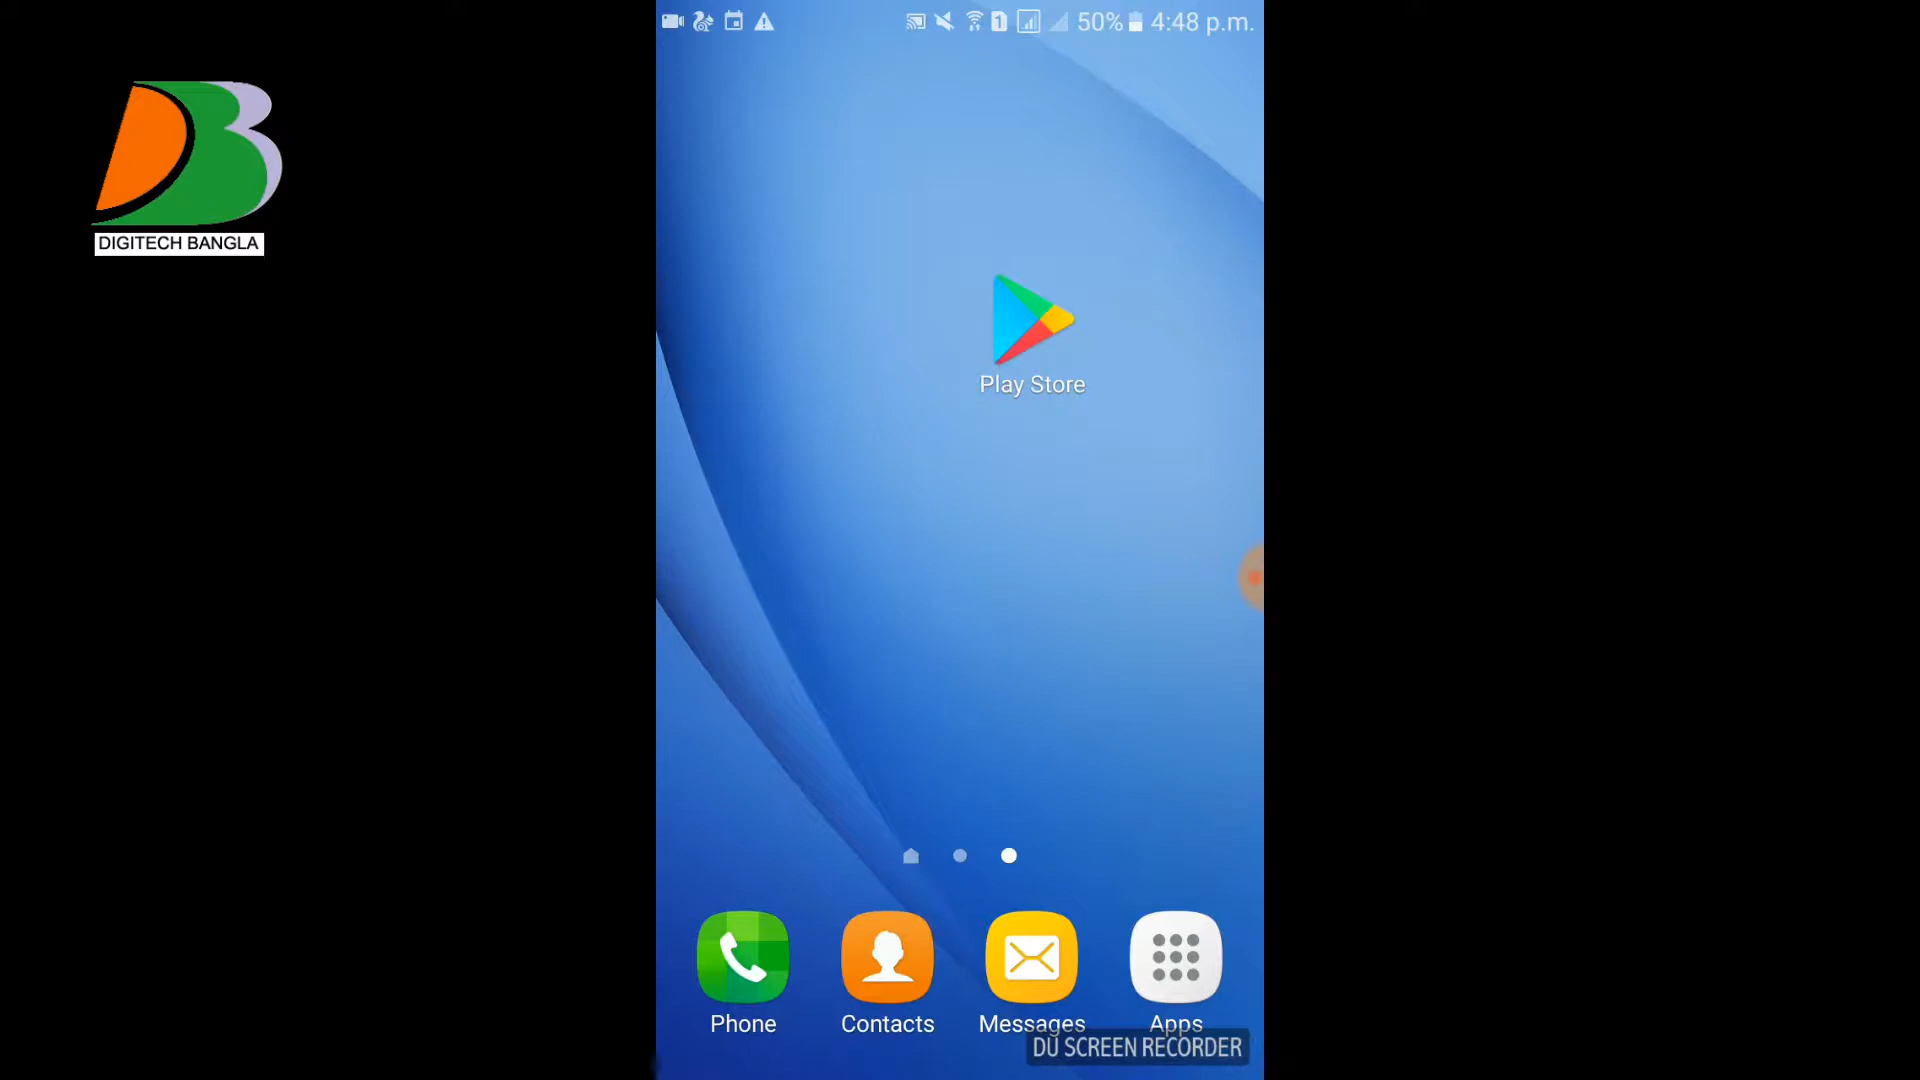 50% 4:48 p.m.
DIGITECH BANGLA
Play Store
Phone
Contacts
Messages
Apps
DU SCREEN RECORDER